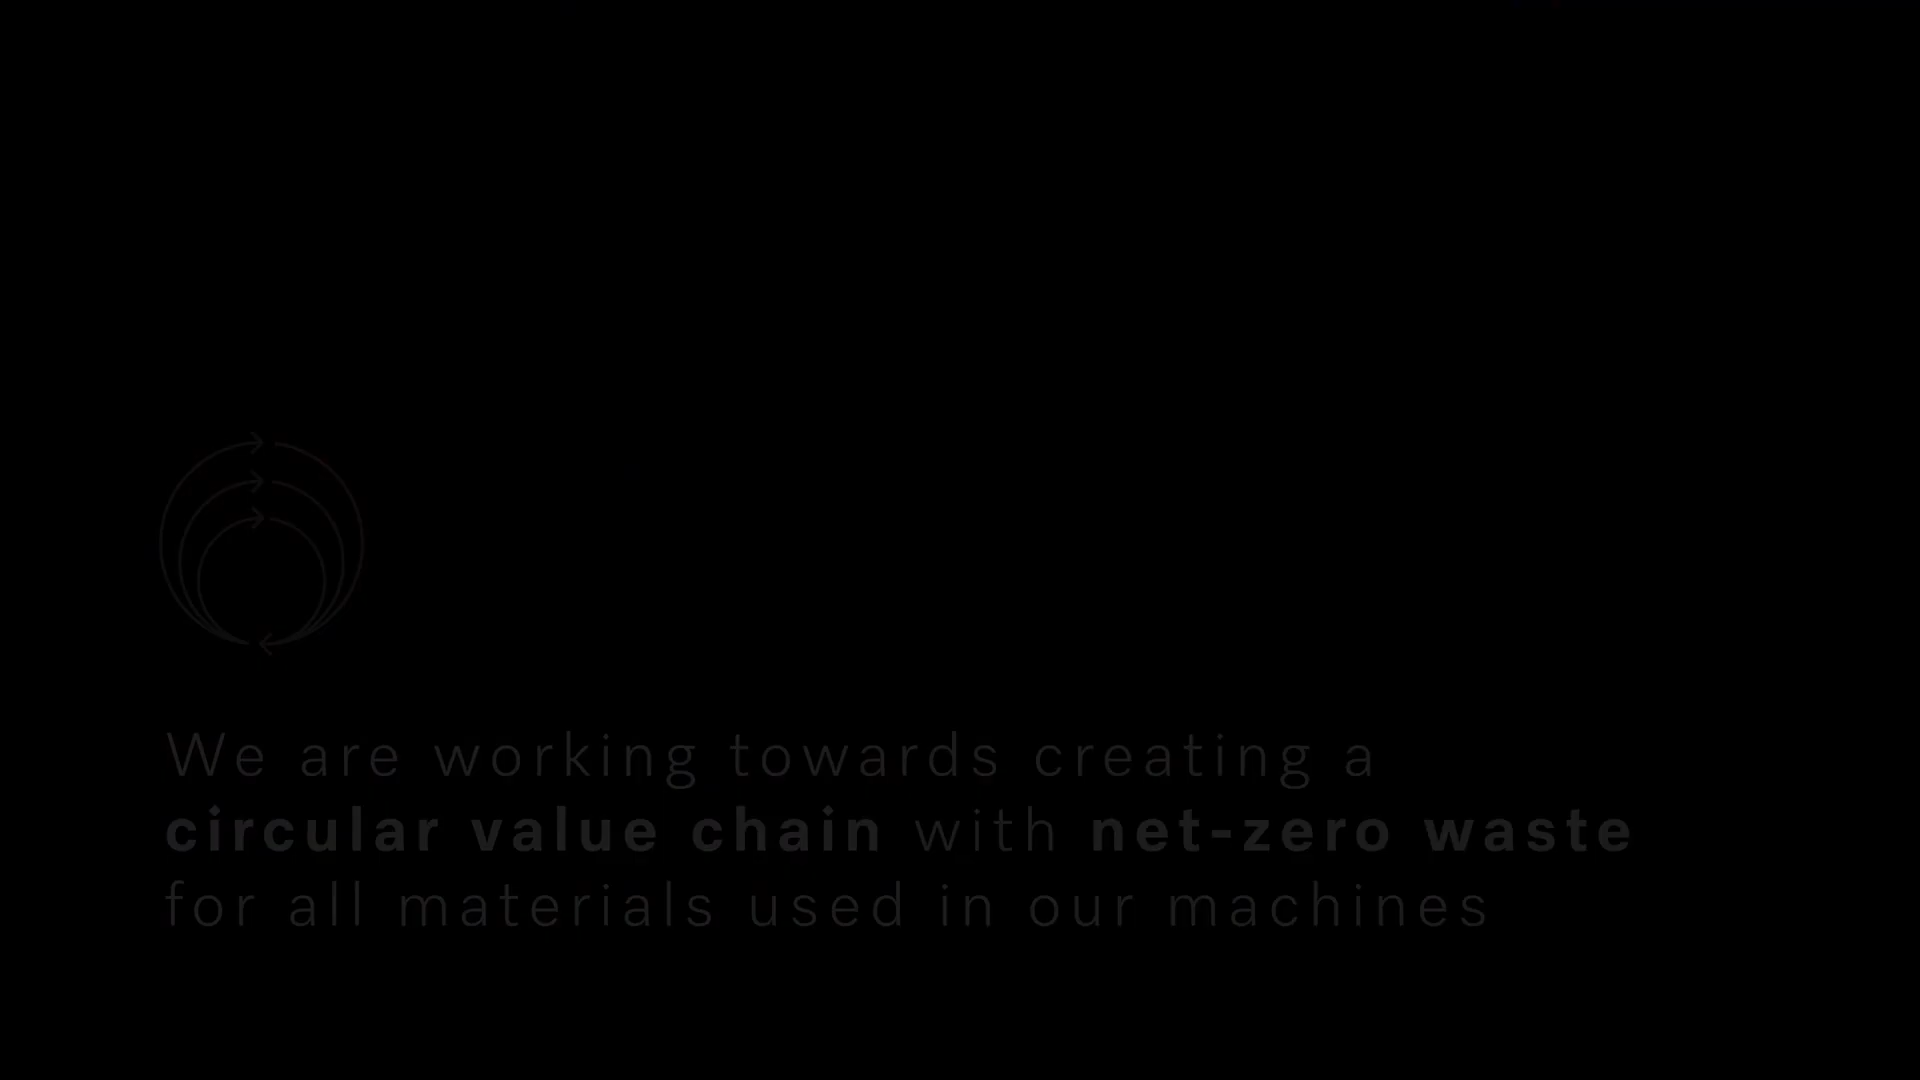 We are working towards creating a
circular value chain with net-zero waste
for all materials used in our machines